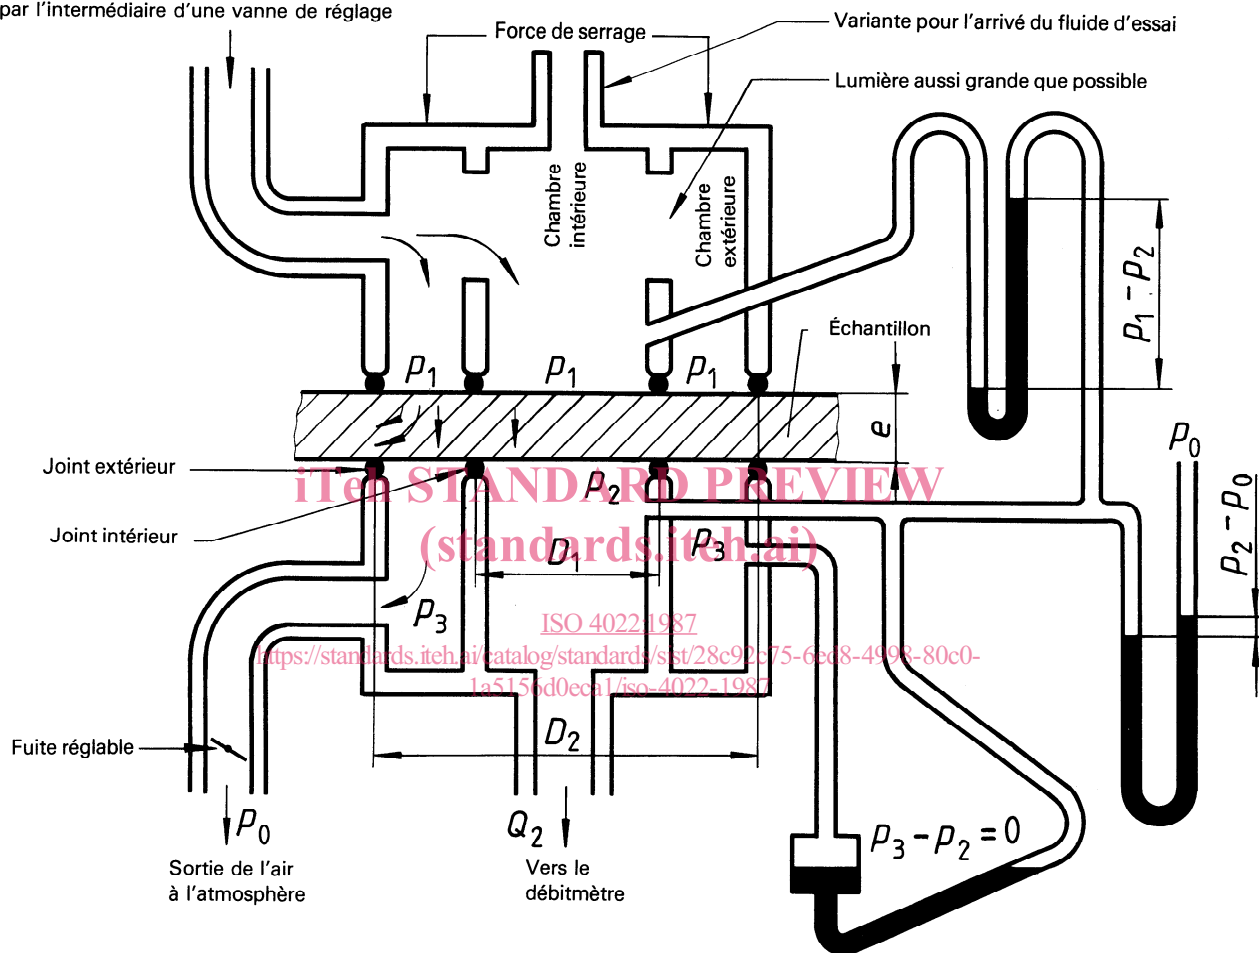 par l'intermédiaire d'une vanne de réglage
Force de serrage
Variante pour l'arrivé du fluide d'essai
Lumière aussi grande que possible
Chambre
intérieure
Chambre
extérieure
p1 − p2
Échantillon
p1
p1
p1
e
p0
Joint extérieur
iTeh STANDARD PREVIEW
p2
p2 − p0
Joint intérieur
(standards.iteh.ai)
D1
p3
p3
ISO 4022:1987
https://standards.iteh.ai/catalog/standards/sist/28c92c75-6ed8-4998-80c0-
1a5156d0eca1/iso-4022-1987
Fuite réglable
D2
p0
Q2
p3 − p2 = 0
Sortie de l'air
à l'atmosphère
Vers le
débitmètre